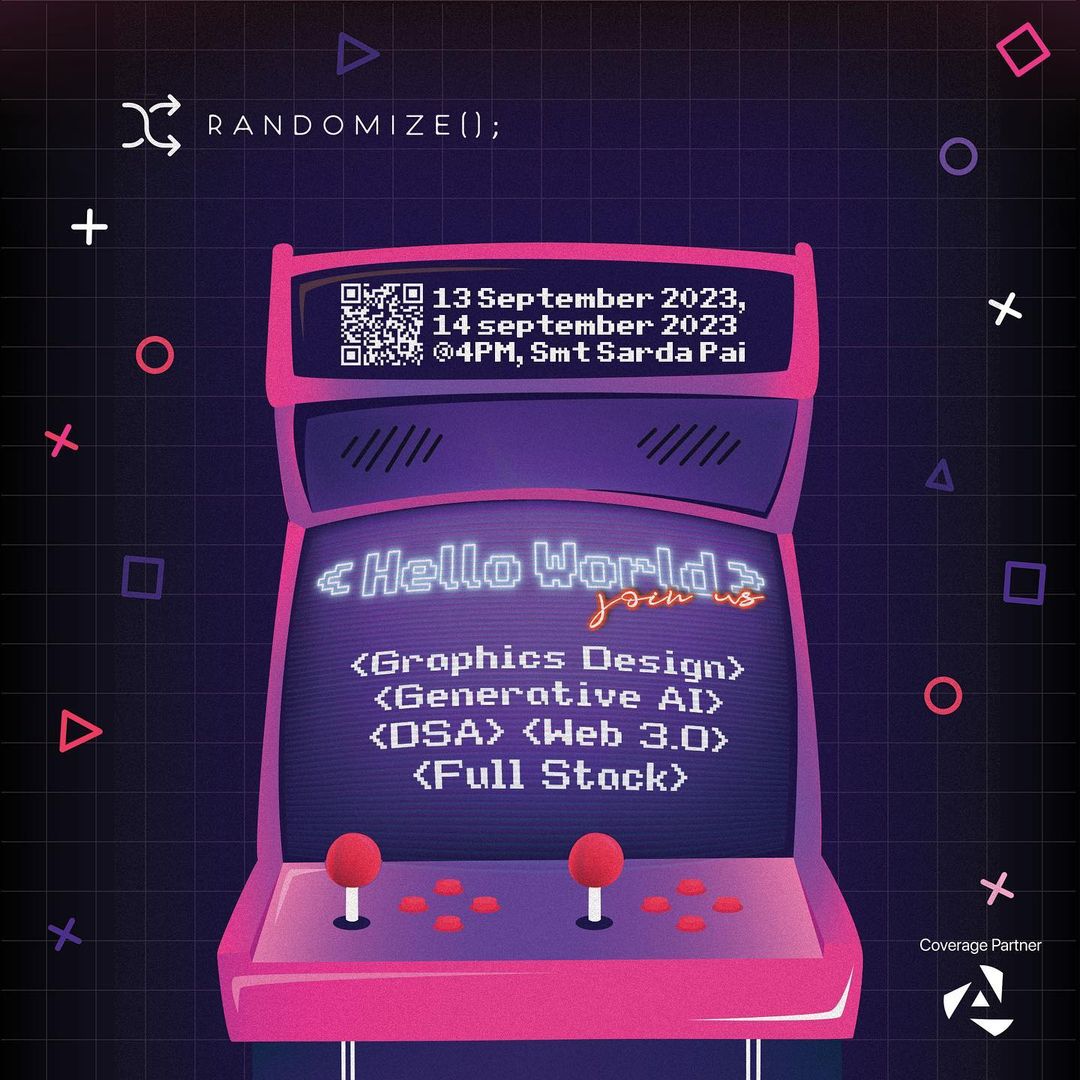 RANDOMIZE();
13 September 2023,
14 september 2023
@4PM, Smt Sarda Pai
<Hello World>
join us
<Graphics Design>
<Generative AI>
<DSA> <Web 3.0>
<Full Stack>
Coverage Partner